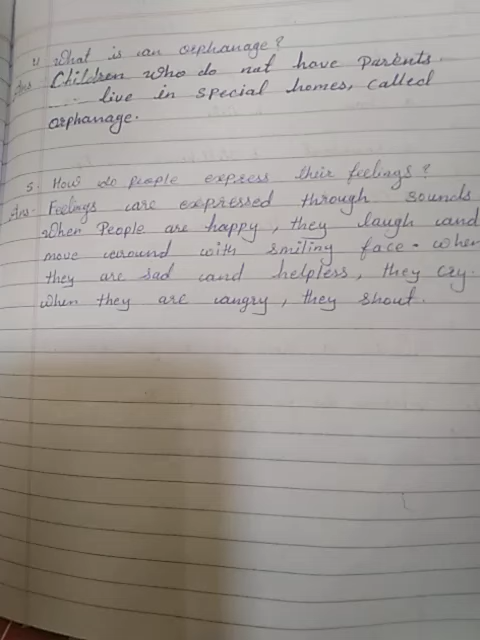 4. What is an orphanage?
Ans Children who do not have Parents
live in special homes, called
orphanage.
5. How do people express their feelings?
Ans. Feelings are expressed through sounds
When People are happy, they laugh and
move around with smiliny face. when
they are sad and helpless, they cry.
when they are angry, they shout.